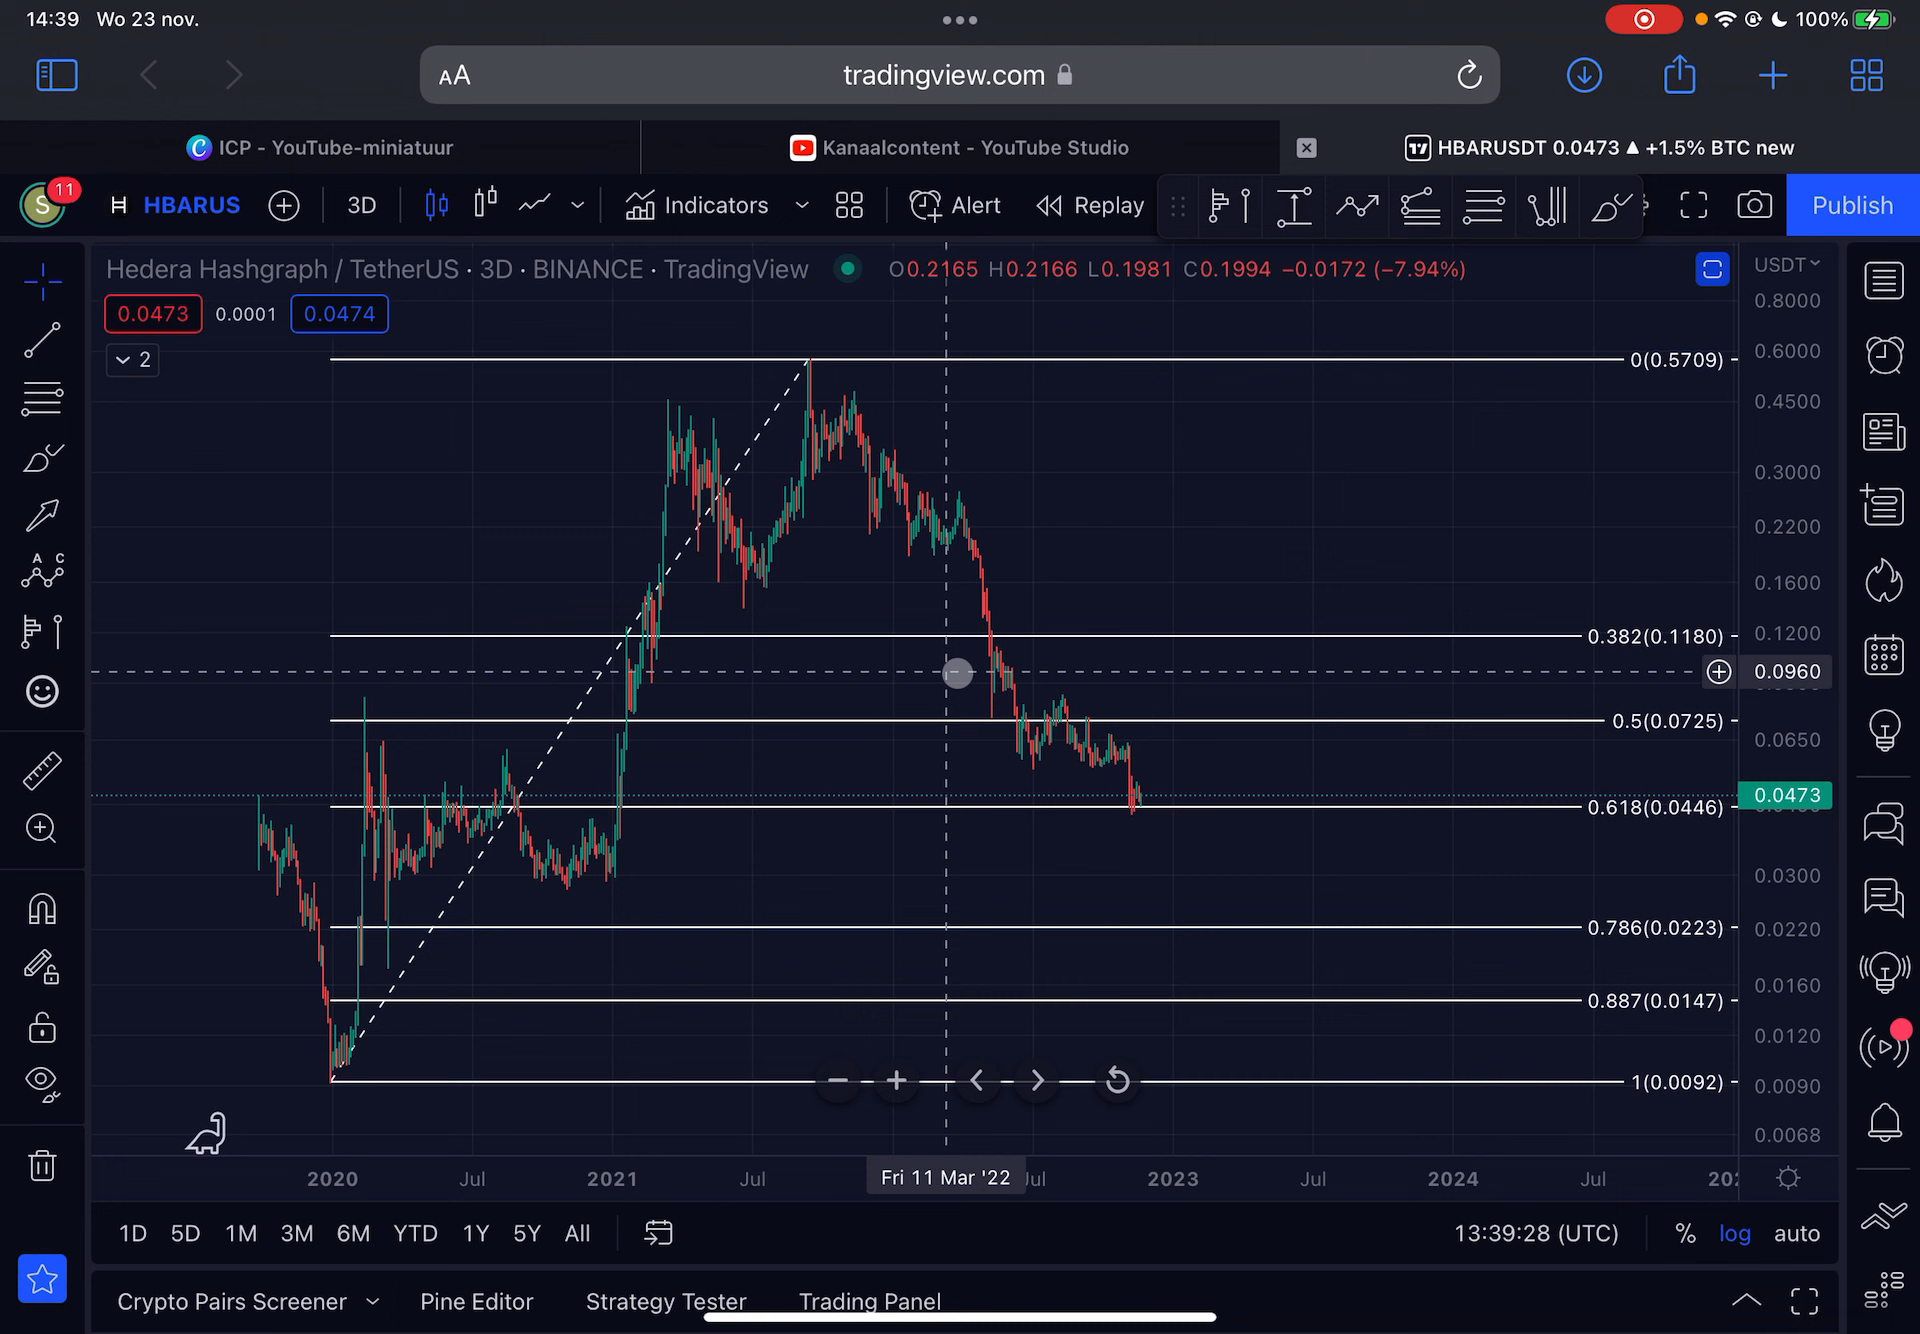 14:39 Wo 23 nov.
100%
AA
tradingview.com
ICP - YouTube-miniatuur
Kanaalcontent - YouTube Studio
HBARUSDT 0.0473 ▲ +1.5% BTC new
S
11
H HBARUS
3D
Indicators
Alert
Replay
Publish
Hedera Hashgraph / TetherUS · 3D · BINANCE · TradingView
O0.2165 H0.2166 L0.1981 C0.1994 −0.0172 (−7.94%)
USDT
0.0473
0.0001
0.0474
2
0.8000
0(0.5709)
0.6000
0.4500
0.3000
0.2200
0.1600
0.382(0.1180)
0.1200
0.0960
0.5(0.0725)
0.0650
0.0473
0.618(0.0446)
0.0300
0.786(0.0223)
0.0220
0.0160
0.887(0.0147)
0.0120
1(0.0092)
0.0090
0.0068
A C
2020
Jul
2021
Jul
Fri 11 Mar '22
2023
Jul
2024
Jul
1D 5D 1M 3M 6M YTD 1Y 5Y All
13:39:28 (UTC)
% log auto
Crypto Pairs Screener
Pine Editor
Strategy Tester
Trading Panel